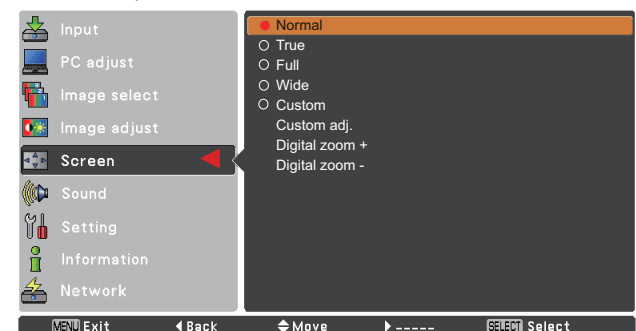 Input
PC adjust
Image select
Image adjust
Screen
Sound
Setting
Information
Network
Normal
True
Full
Wide
Custom
Custom adj.
Digital zoom +
Digital zoom -
MENU Exit Back Move ----- SELECT Select